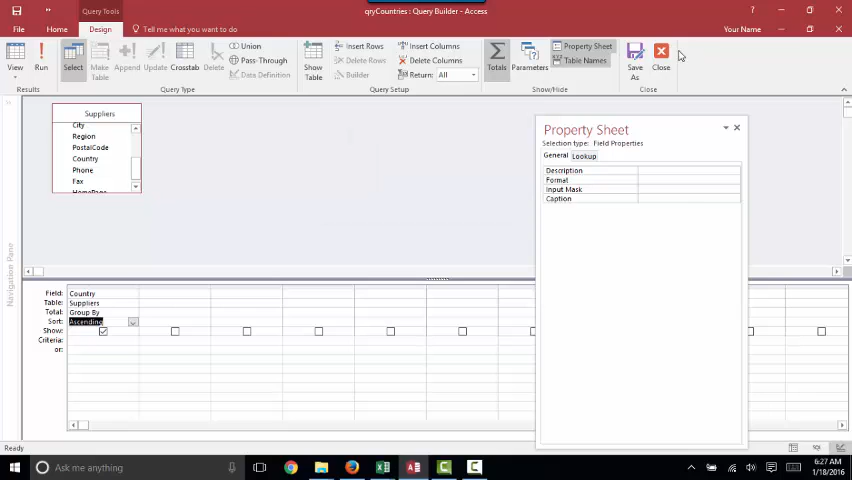 Query Tools
qryCountries : Query Builder - Access
File
Home
Design
Tell me what you want to do
Your Name
View
Run
Select
Make Table
Append
Update
Crosstab
Union
Pass-Through
Data Definition
Show Table
Insert Rows
Delete Rows
Builder
Insert Columns
Delete Columns
Return: All
Totals
Parameters
Property Sheet
Table Names
Save As
Close
Results
Query Type
Query Setup
Show/Hide
Close
Suppliers
City
Region
PostalCode
Country
Phone
Fax
HomePage
Property Sheet
Selection type: Field Properties
General Lookup
Description
Format
Input Mask
Caption
Navigation Pane
Field: Country
Table: Suppliers
Total: Group By
Sort: Ascending
Show:
Criteria:
or:
Ready
Ask me anything
6:27 AM
1/18/2016